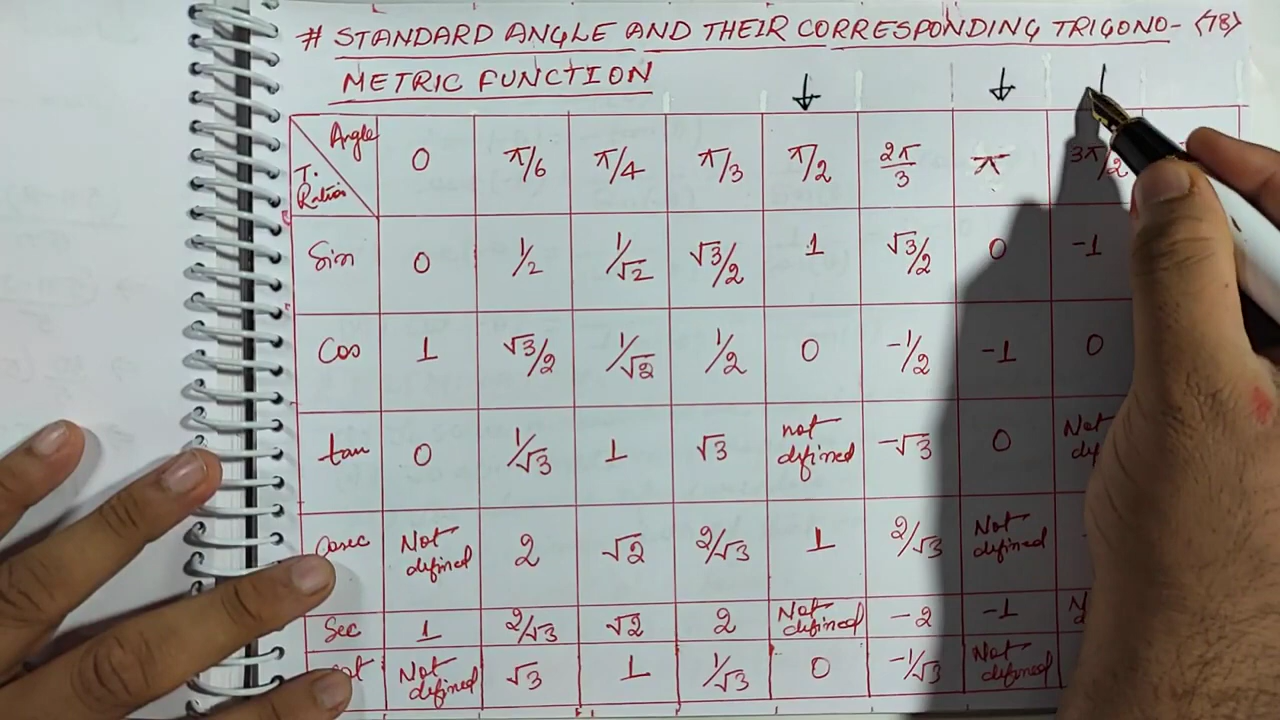 # STANDARD ANGLE AND THEIR CORRESPONDING TRIGONO- <78>
METRIC FUNCTION
Angle
T. Ratios 0 π/6 π/4 π/3 π/2 2π/3 π 3π/2
Sin 0 1/2 1/√2 √3/2 1 √3/2 0 -1
Cos 1 √3/2 1/√2 1/2 0 -1/2 -1 0
tan 0 1/√3 1 √3 not defined -√3 0 Not
Cosec Not defined 2 √2 2/√3 1 2/√3 Not defined
Sec 1 2/√3 √2 2 Not defined -2 -1
Not defined √3 1 1/√3 0 -1/√3 Not defined